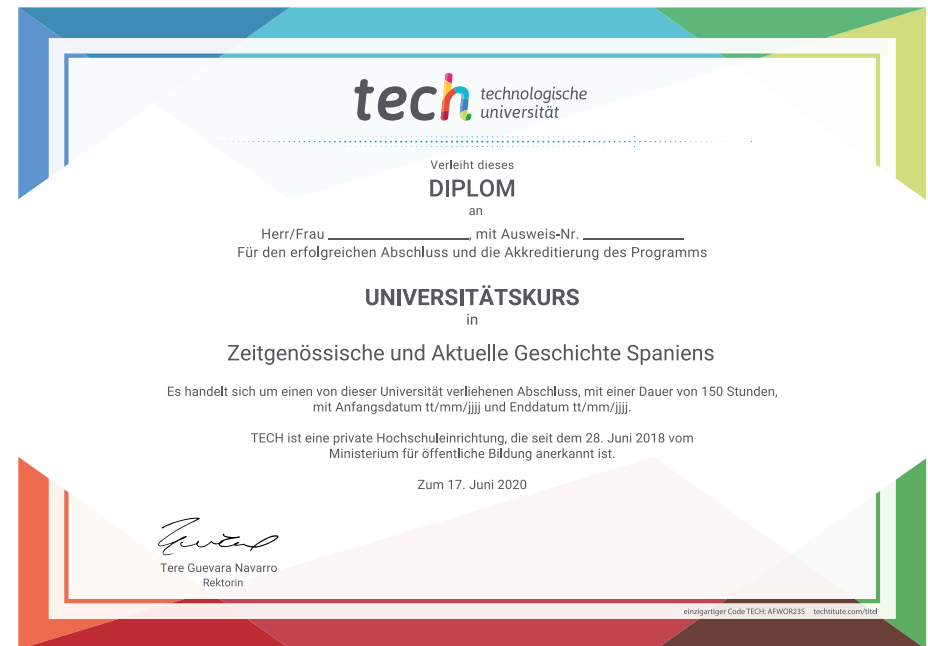 tech technologische
universität
Verleiht dieses
DIPLOM
an
Herr/Frau ____________________, mit Ausweis-Nr. ______________
Für den erfolgreichen Abschluss und die Akkreditierung des Programms
UNIVERSITÄTSKURS
in
Zeitgenössische und Aktuelle Geschichte Spaniens
Es handelt sich um einen von dieser Universität verliehenen Abschluss, mit einer Dauer von 150 Stunden,
mit Anfangsdatum tt/mm/jjjj und Enddatum tt/mm/jjjj.
TECH ist eine private Hochschuleinrichtung, die seit dem 28. Juni 2018 vom
Ministerium für öffentliche Bildung anerkannt ist.
Zum 17. Juni 2020
Tere Guevara Navarro
Rektorin
einzigartiger Code TECH: AFWOR23S techtitute.com/titel